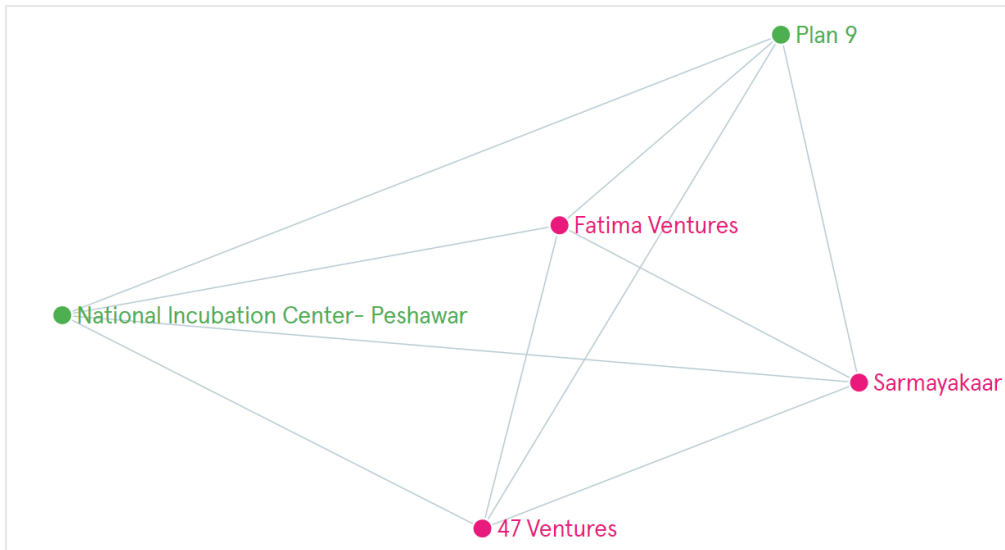 Plan 9
Fatima Ventures
National Incubation Center- Peshawar
Sarmayakaar
47 Ventures